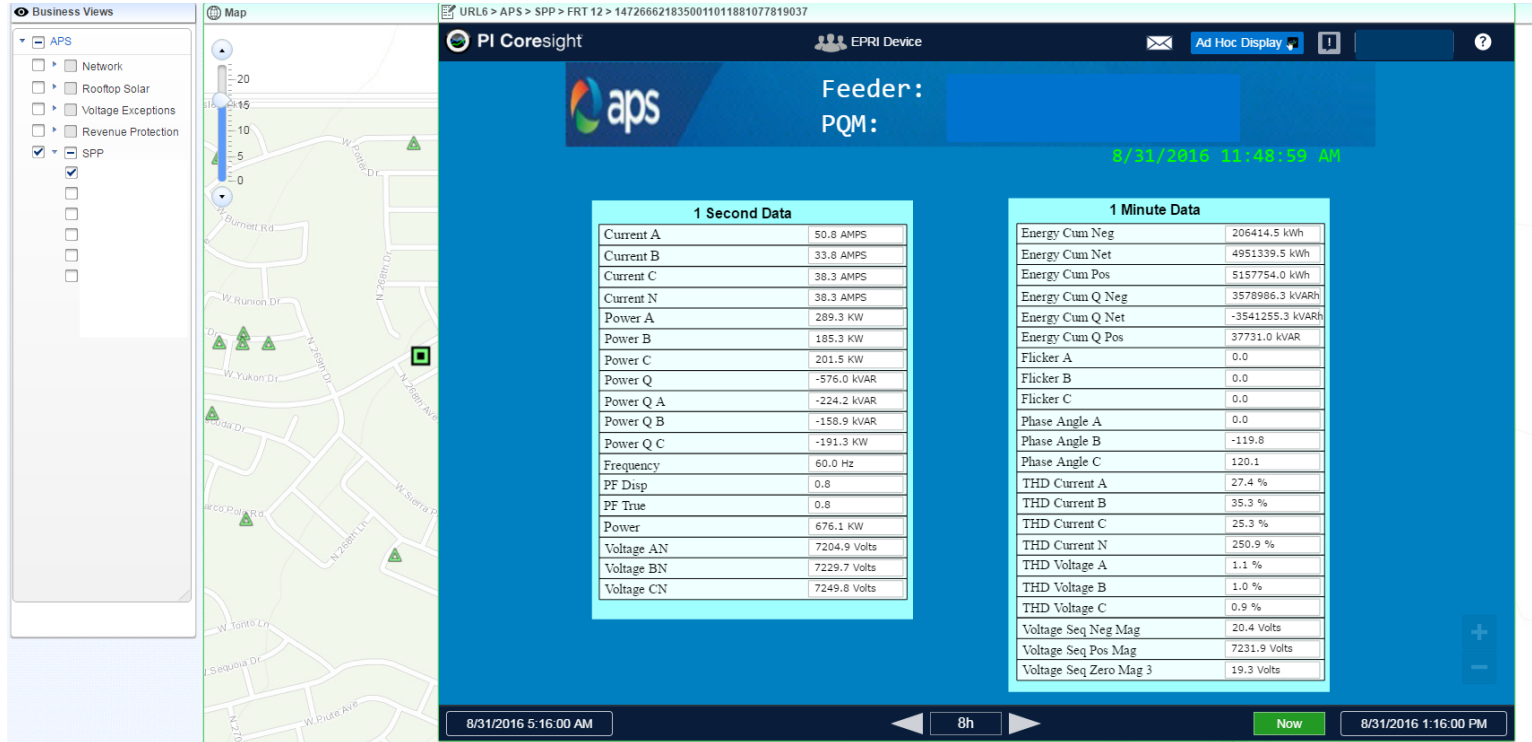 Business Views
APS
Network
Rooftop Solar
Voltage Exceptions
Revenue Protection
SPP
Map
20
15
10
5
0
W Potter Dr
W Burnett Rd
N 268th Dr
W Runion Dr
N 269th Dr
W Yukon Dr
N 268th Ave
N 268th Ln
W Tonto Ln
Sequoia Dr
W Piute Ave
URL6 > APS > SPP > FRT 12 > 14726662183500110118810778​19037
PI Coresight
EPRI Device
Ad Hoc Display
!
?
aps
Feeder:
PQM:
8/31/2016 11:48:59 AM
1 Second Data
Current A 50.8 AMPS
Current B 33.8 AMPS
Current C 38.3 AMPS
Current N 38.3 AMPS
Power A 289.3 KW
Power B 185.3 KW
Power C 201.5 KW
Power Q -576.0 kVAR
Power Q A -224.2 kVAR
Power Q B -158.9 kVAR
Power Q C -191.3 KW
Frequency 60.0 Hz
PF Disp 0.8
PF True 0.8
Power 676.1 KW
Voltage AN 7204.9 Volts
Voltage BN 7229.7 Volts
Voltage CN 7249.8 Volts
1 Minute Data
Energy Cum Neg 206414.5 kWh
Energy Cum Net 4951339.5 kWh
Energy Cum Pos 5157754.0 kWh
Energy Cum Q Neg 3578986.3 kVARh
Energy Cum Q Net -3541255.3 kVARh
Energy Cum Q Pos 37731.0 kVAR
Flicker A 0.0
Flicker B 0.0
Flicker C 0.0
Phase Angle A 0.0
Phase Angle B -119.8
Phase Angle C 120.1
THD Current A 27.4 %
THD Current B 35.3 %
THD Current C 25.3 %
THD Current N 250.9 %
THD Voltage A 1.1 %
THD Voltage B 1.0 %
THD Voltage C 0.9 %
Voltage Seq Neg Mag 20.4 Volts
Voltage Seq Pos Mag 7231.9 Volts
Voltage Seq Zero Mag 3 19.3 Volts
8/31/2016 5:16:00 AM
8h
Now
8/31/2016 1:16:00 PM